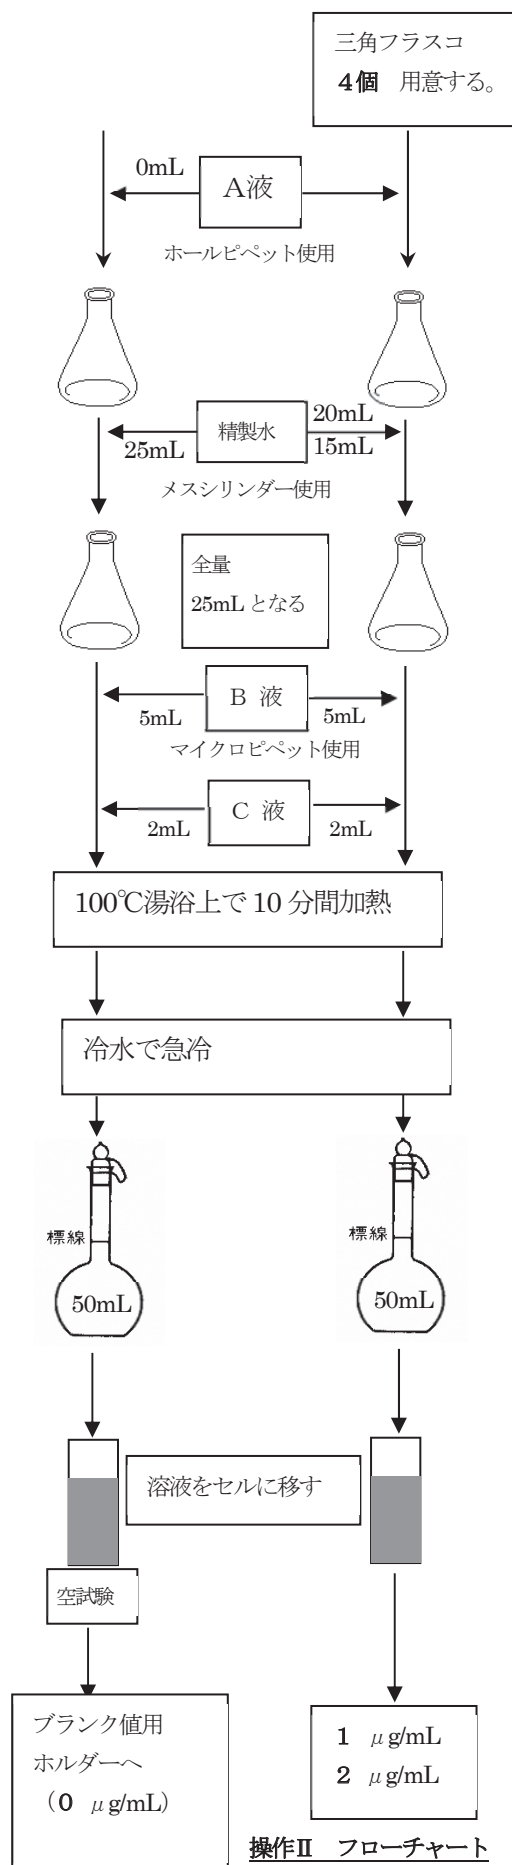 三角フラスコ
4個　用意する。
0mL
A液
ホールピペット使用
20mL
精製水
25mL
15mL
メスシリンダー使用
全量
25mLとなる
B 液
5mL
5mL
マイクロピペット使用
C 液
2mL
2mL
100℃湯浴上で10分間加熱
冷水で急冷
標線
50mL
標線
50mL
溶液をセルに移す
空試験
ブランク値用
ホルダーへ
（0　μg/mL）
1　μg/mL
2　μg/mL
操作Ⅱ　フローチャート